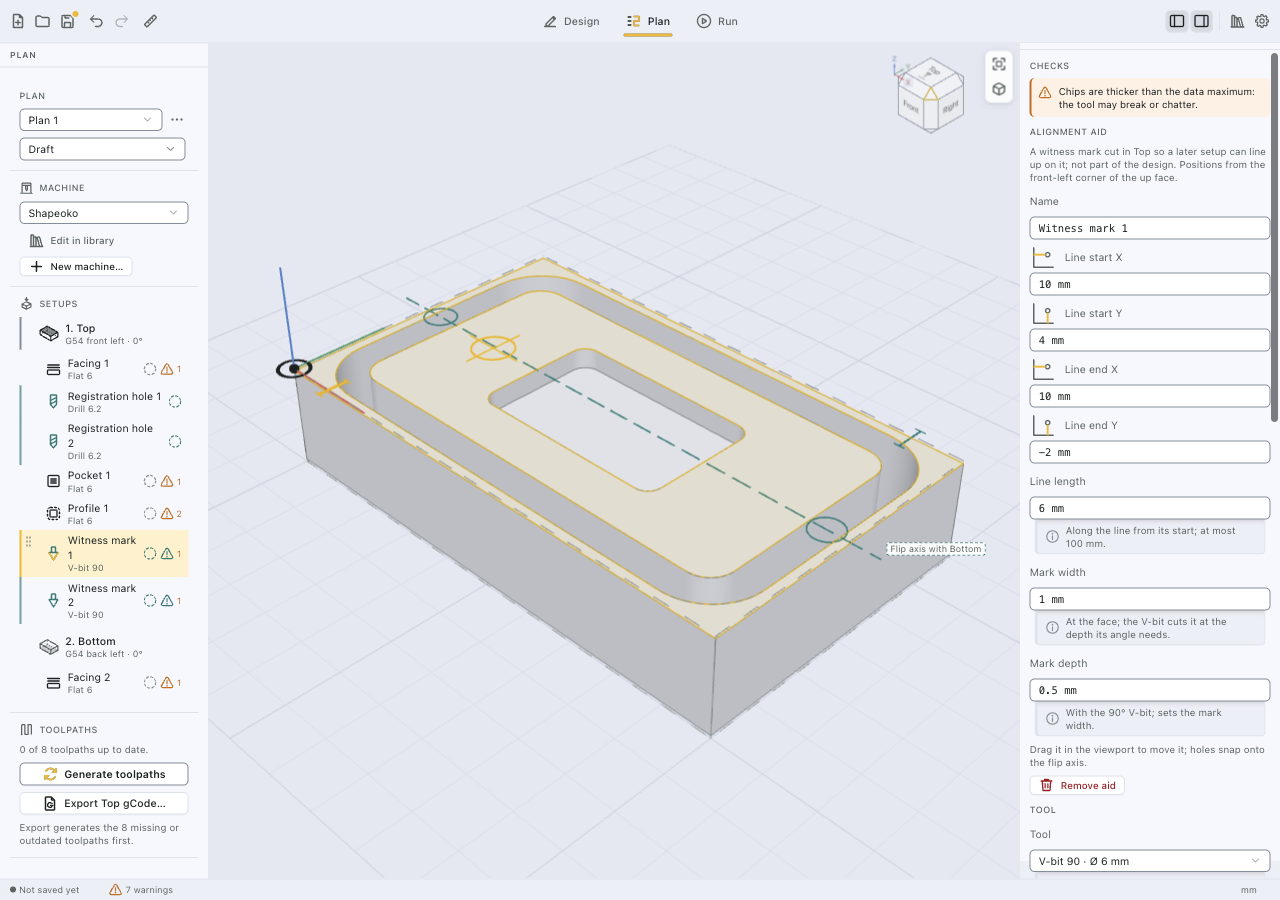 Design
Plan
Run
PLAN
PLAN
Plan 1
Draft
MACHINE
Shapeoko
Edit in library
New machine...
SETUPS
1. Top
G54 front left · 0°
Facing 1
Flat 6
1
Registration hole 1
Drill 6.2
Registration hole
2
Drill 6.2
Pocket 1
Flat 6
1
Profile 1
Flat 6
2
Witness mark
1
V-bit 90
1
Witness mark
2
V-bit 90
1
2. Bottom
G54 back left · 0°
Facing 2
Flat 6
1
TOOLPATHS
0 of 8 toolpaths up to date.
Generate toolpaths
Export Top gCode...
Export generates the 8 missing or
outdated toolpaths first.
Not saved yet
7 warnings
mm
Front
Right
Flip axis with Bottom
CHECKS
Chips are thicker than the data maximum:
the tool may break or chatter.
ALIGNMENT AID
A witness mark cut in Top so a later setup can line
up on it; not part of the design. Positions from the
front-left corner of the up face.
Name
Witness mark 1
Line start X
10 mm
Line start Y
4 mm
Line end X
10 mm
Line end Y
−2 mm
Line length
6 mm
Along the line from its start; at most
100 mm.
Mark width
1 mm
At the face; the V-bit cuts it at the
depth its angle needs.
Mark depth
0.5 mm
With the 90° V-bit; sets the mark
width.
Drag it in the viewport to move it; holes snap onto
the flip axis.
Remove aid
TOOL
Tool
V-bit 90 · Ø 6 mm